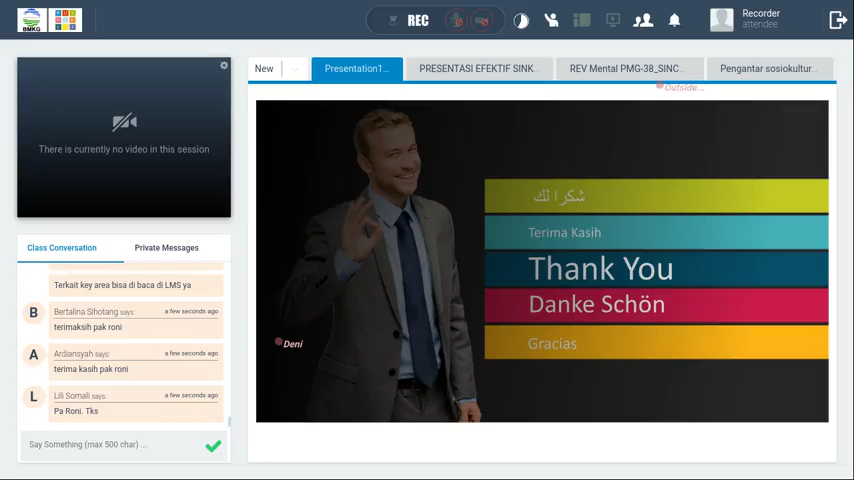 BMKG
REC
Recorder
attendee
New
Presentation1...
PRESENTASI EFEKTIF SINK...
REV Mental PMG-38_SINC...
Pengantar sosiokultur...
Outside...
There is currently no video in this session
شكرا لك
Terima Kasih
Thank You
Danke Schön
Gracias
Deni
Class Conversation
Private Messages
Terkait key area bisa di baca di LMS ya
B
Bertalina Sihotang says:
a few seconds ago
terimaksih pak roni
A
Ardiansyah says:
a few seconds ago
terima kasih pak roni
L
Lili Somali says:
a few seconds ago
Pa Roni. Tks
Say Something (max 500 char) ...